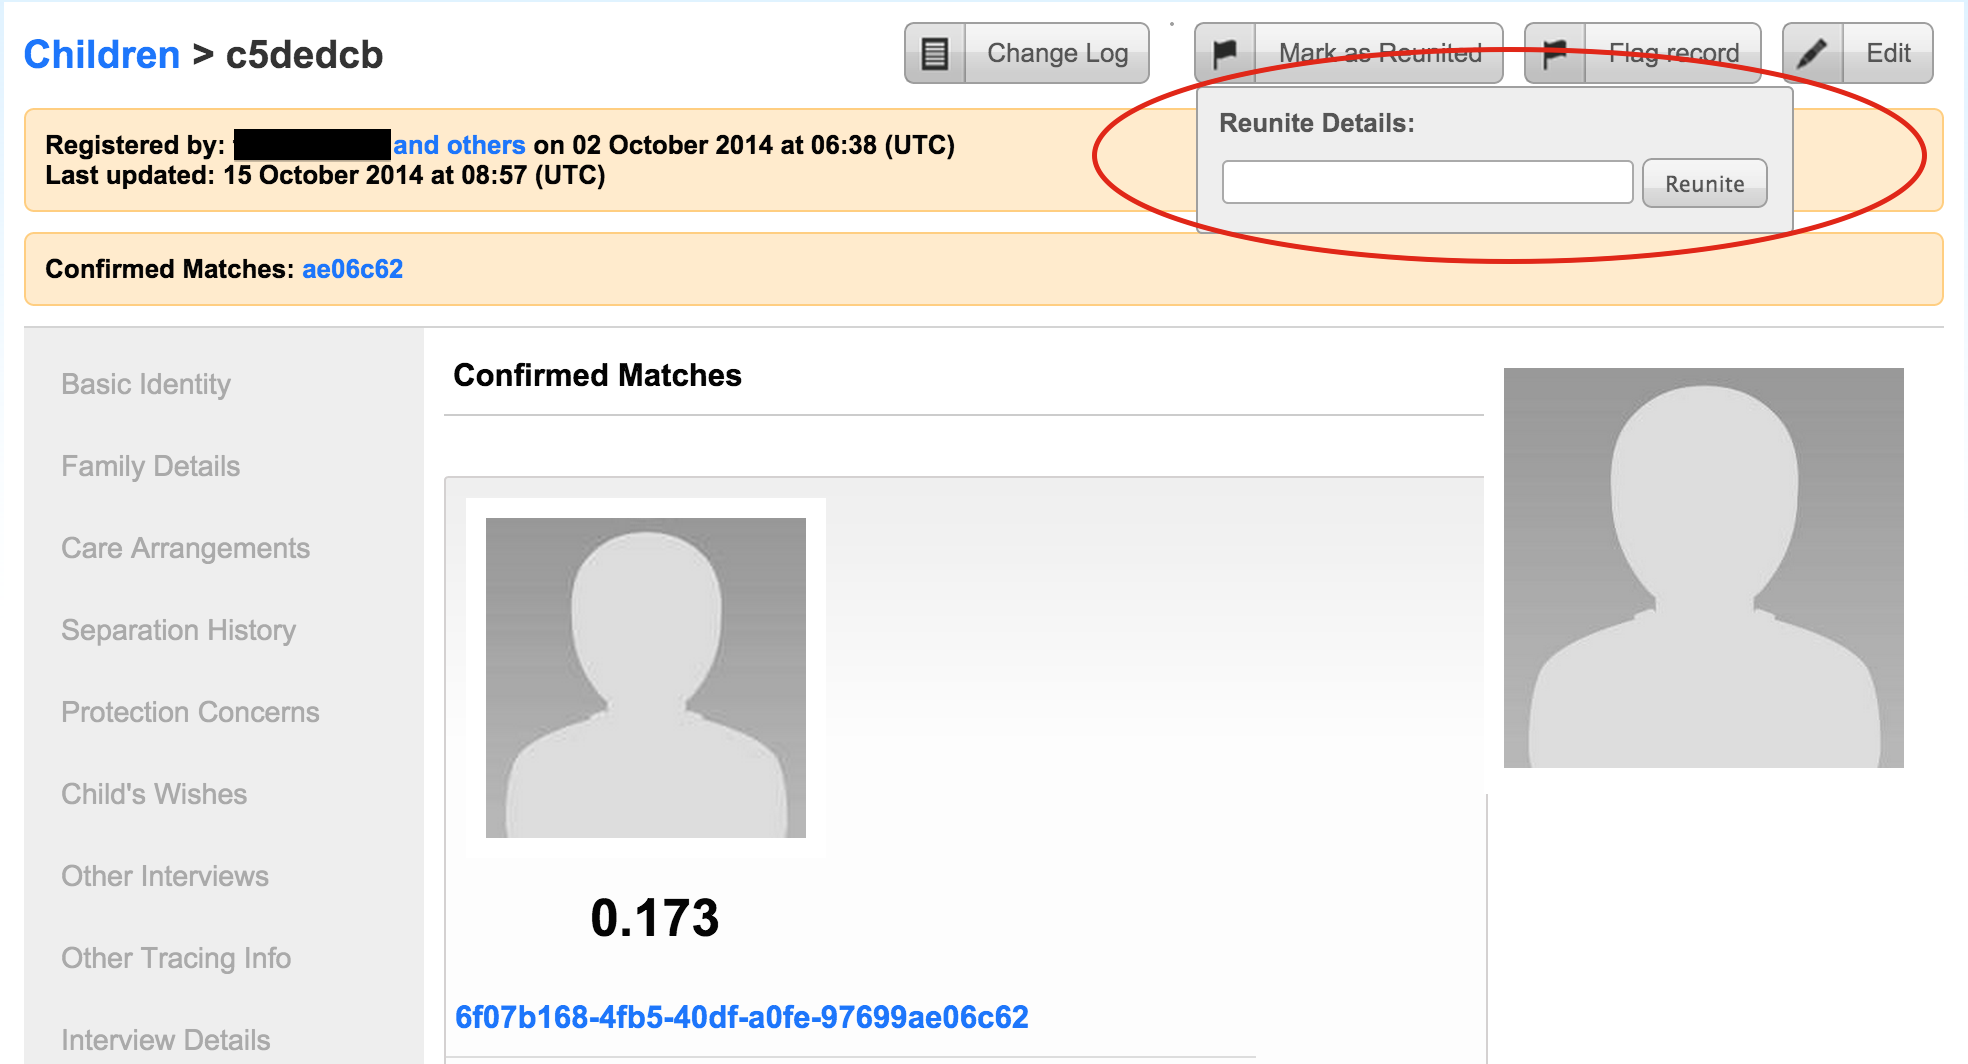 Children > c5dedcb
Change Log
Mark as Reunited
Flag record
Edit
Reunite Details:
Reunite
Registered by: and others on 02 October 2014 at 06:38 (UTC)
Last updated: 15 October 2014 at 08:57 (UTC)
Confirmed Matches: ae06c62
Basic Identity
Family Details
Care Arrangements
Separation History
Protection Concerns
Child's Wishes
Other Interviews
Other Tracing Info
Interview Details
Confirmed Matches
0.173
6f07b168-4fb5-40df-a0fe-97699ae06c62